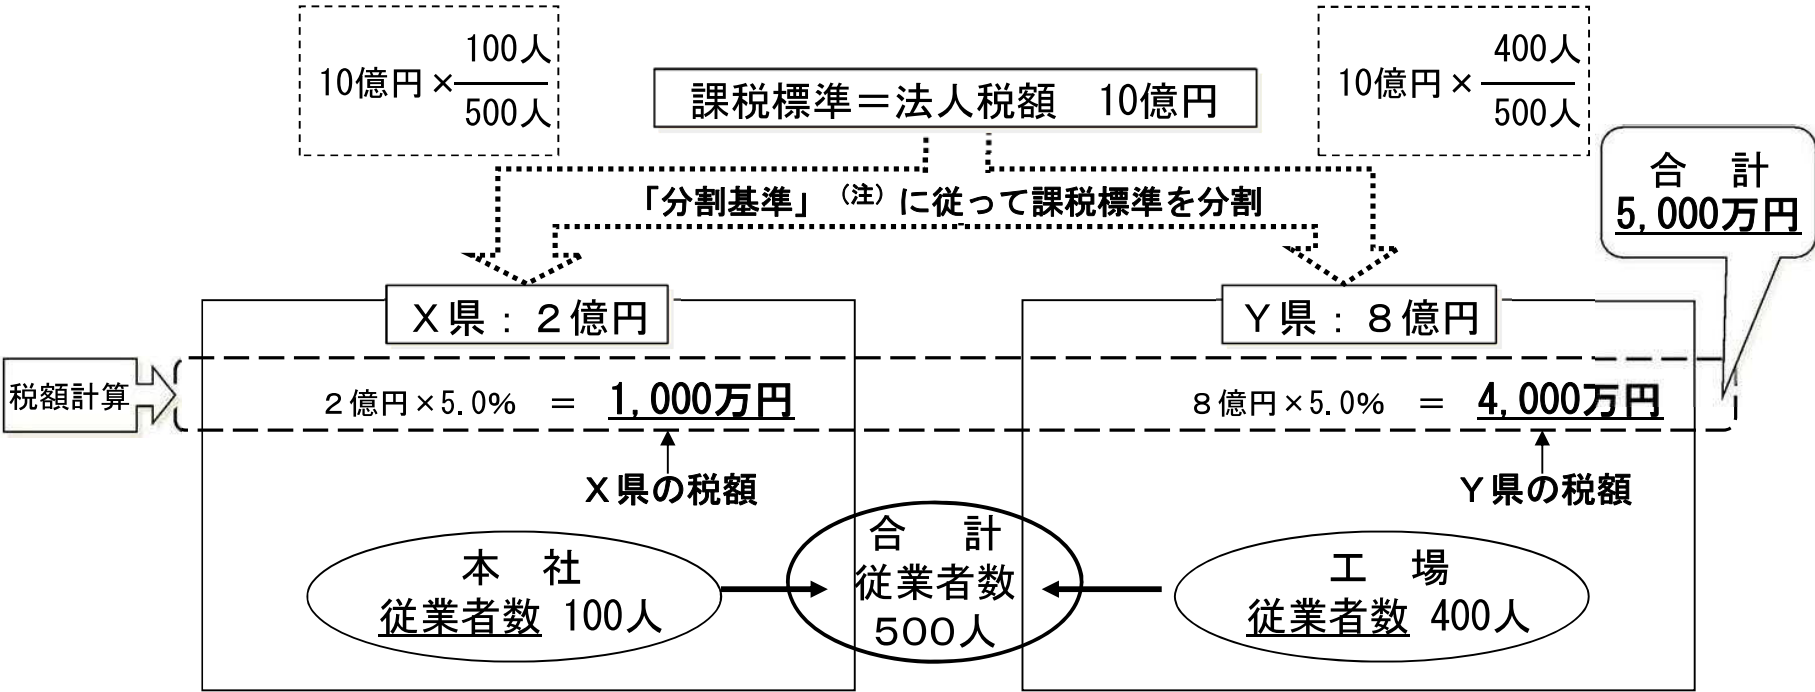 100人
10億円×
500人
課税標準＝法人税額　10億円
400人
10億円×
500人
合　計
5,000万円
「分割基準」（注）に従って課税標準を分割
Ｘ県：２億円
Ｙ県：８億円
税額計算
２億円×5.0%　＝　1,000万円
８億円×5.0%　＝　4,000万円
Ｘ県の税額
Ｙ県の税額
本　社
従業者数 100人
合　計
従業者数
500人
工　場
従業者数 400人